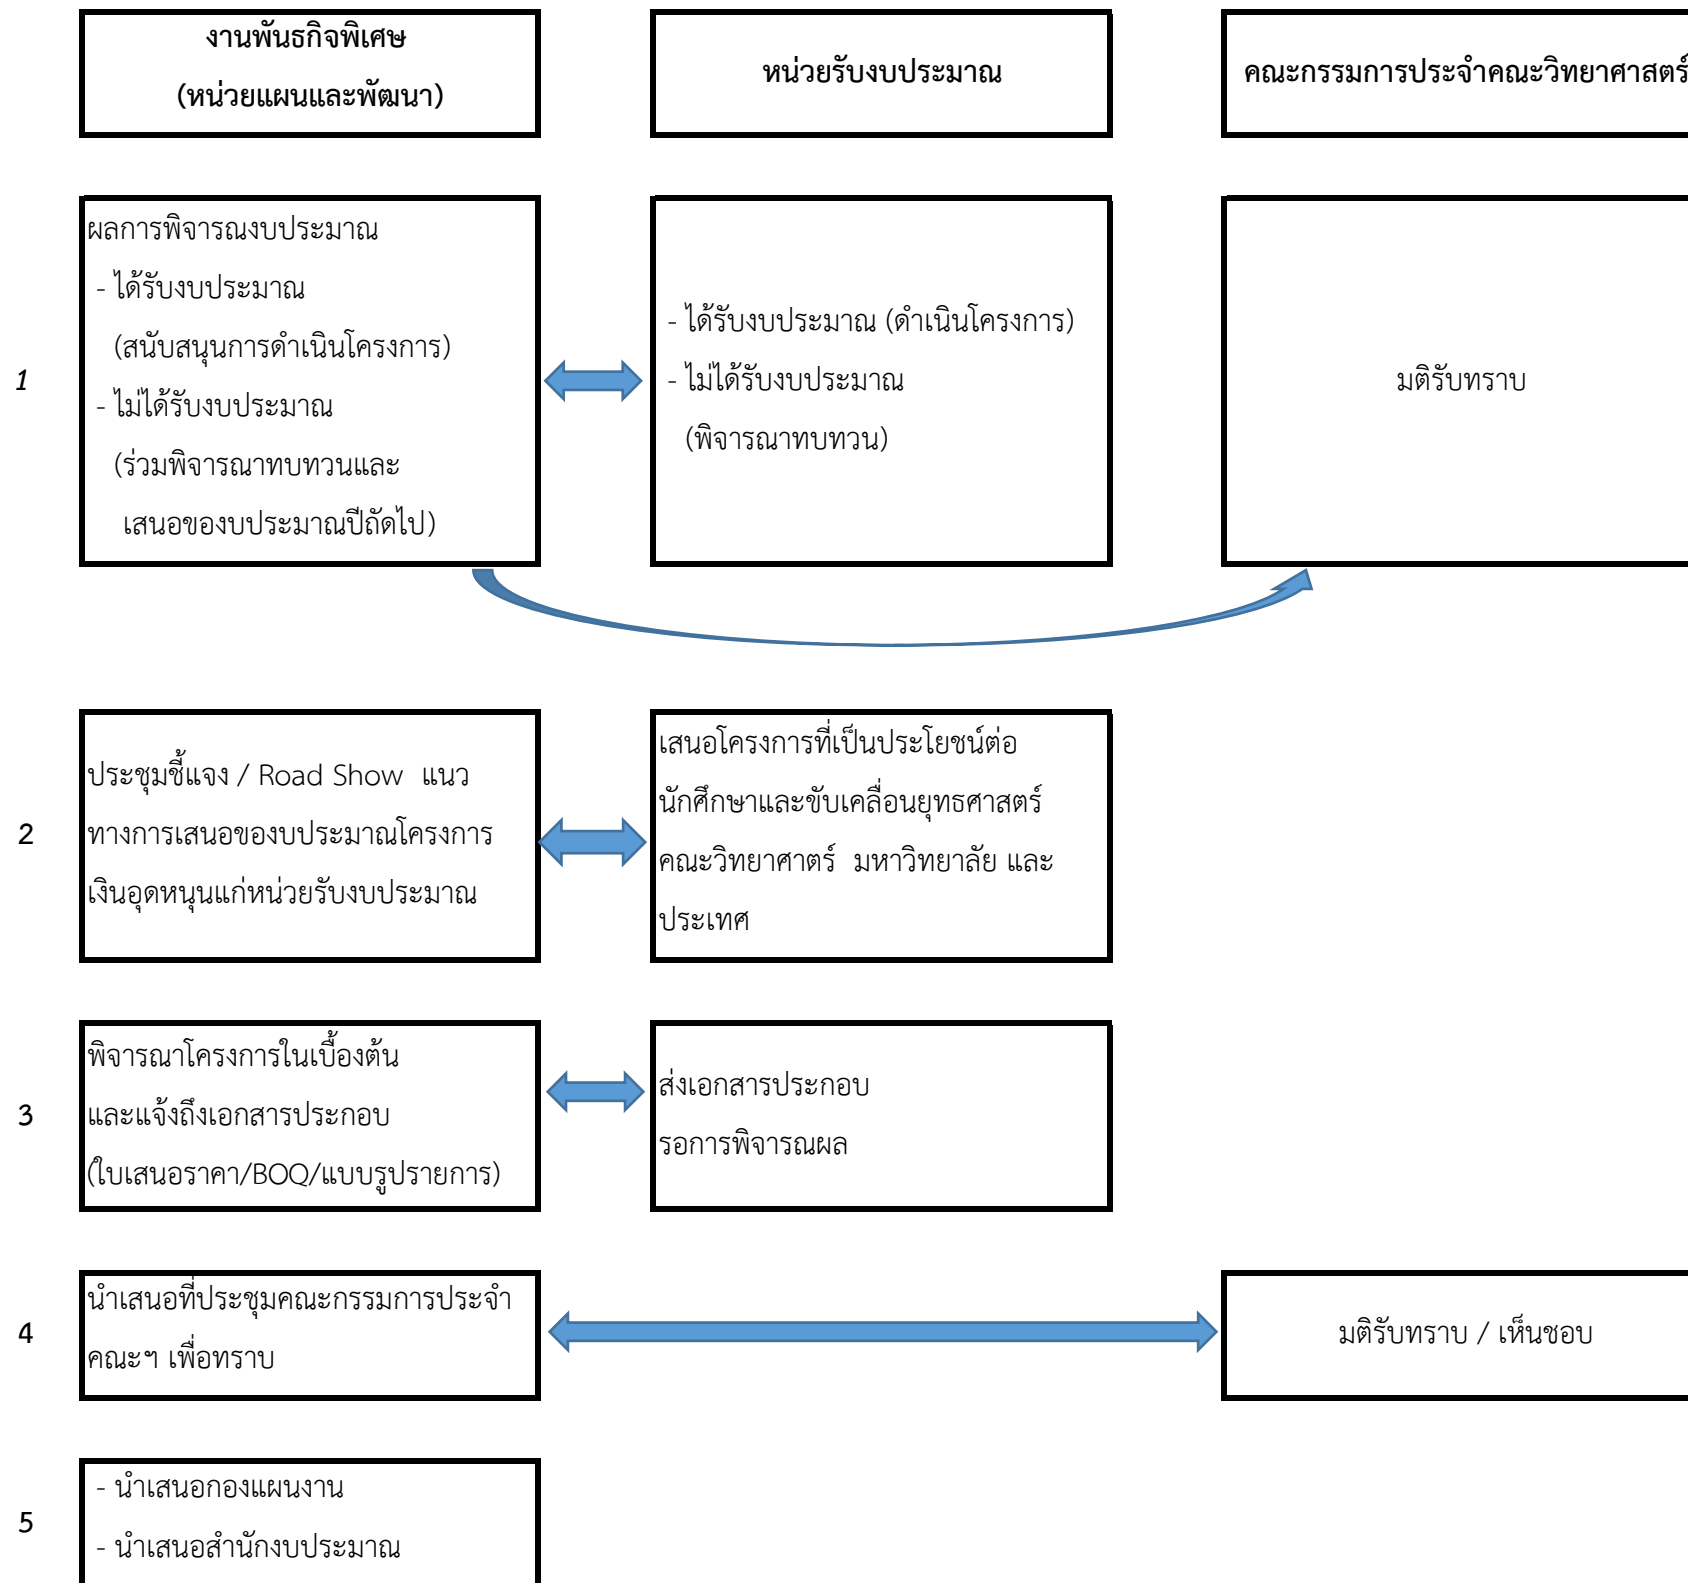 งานพันธกิจพิเศษ
(หน่วยแผนและพัฒนา)
หน่วยรับงบประมาณ
คณะกรรมการประจำคณะวิทยาศาสตร์
1
ผลการพิจารณงบประมาณ
- ได้รับงบประมาณ
(สนับสนุนการดำเนินโครงการ)
- ไม่ได้รับงบประมาณ
(ร่วมพิจารณาทบทวนและ
เสนอของบประมาณปีถัดไป)
- ได้รับงบประมาณ (ดำเนินโครงการ)
- ไม่ได้รับงบประมาณ
(พิจารณาทบทวน)
มติรับทราบ
2
ประชุมชี้แจง / Road Show แนว
ทางการเสนอของบประมาณโครงการ
เงินอุดหนุนแก่หน่วยรับงบประมาณ
เสนอโครงการที่เป็นประโยชน์ต่อ
นักศึกษาและขับเคลื่อนยุทธศาสตร์
คณะวิทยาศาตร์ มหาวิทยาลัย และ
ประเทศ
3
พิจารณาโครงการในเบื้องต้น
และแจ้งถึงเอกสารประกอบ
(ใบเสนอราคา/BOQ/แบบรูปรายการ)
ส่งเอกสารประกอบ
รอการพิจารณผล
4
นำเสนอที่ประชุมคณะกรรมการประจำ
คณะฯ เพื่อทราบ
มติรับทราบ / เห็นชอบ
5
- นำเสนอกองแผนงาน
- นำเสนอสำนักงบประมาณ